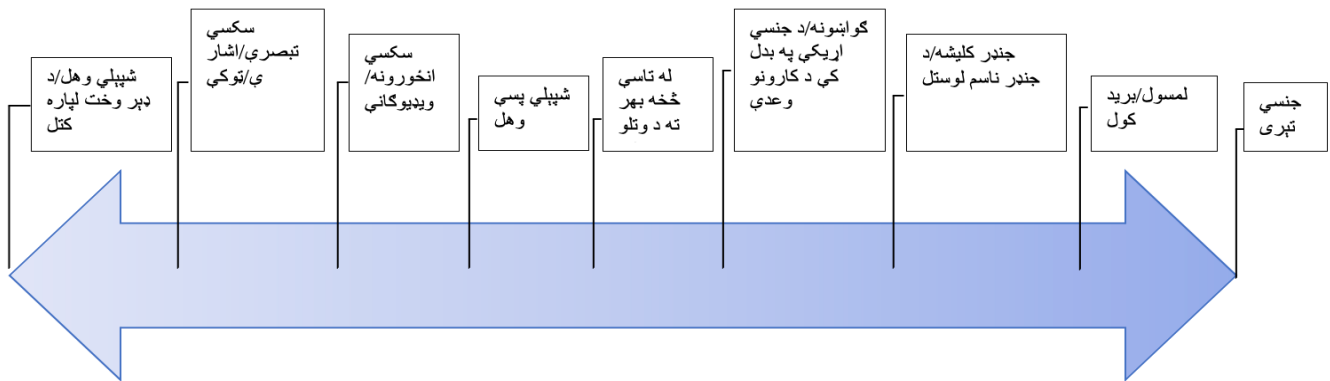 شپېلي وهل/د
ډېر وخت لپاره
کتل
سکسي
تبصرې/اشار
ې/ټوکې
سکسي
انځورونه/
ویډیوګانې
شپېلي پسې
وهل
له تاسې
څخه بهر
ته د وتلو
ګواښونه/د جنسي
اړیکې په بدل
کې د کارونو
وعدې
جنډر کلیشه/د
جنډر ناسم لوستل
لمسول/برید
کول
جنسي
تېری